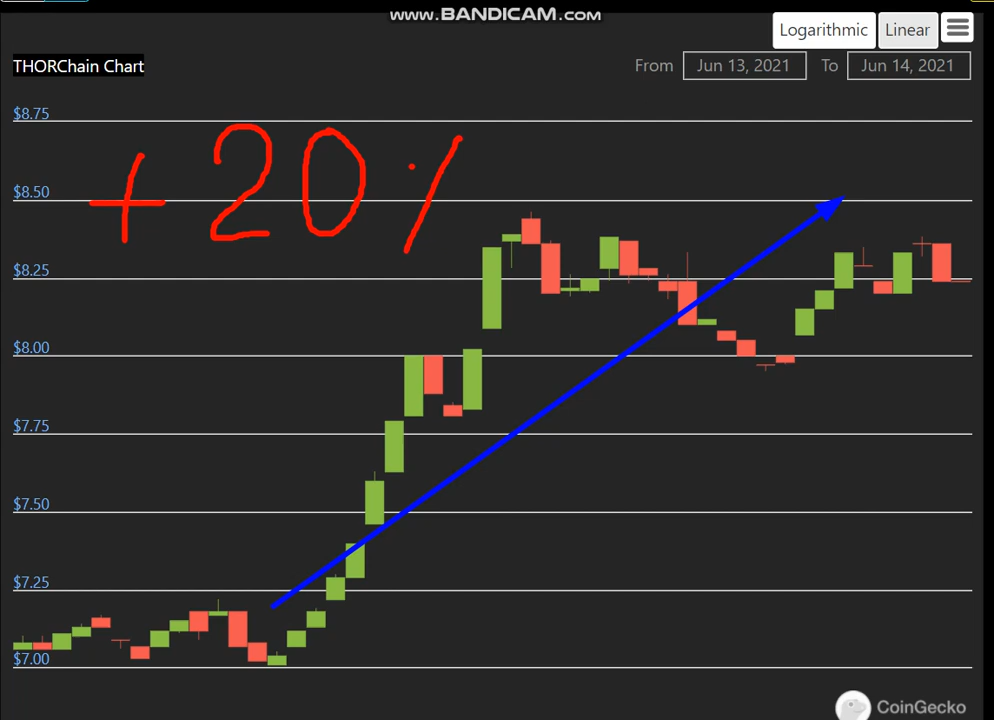 www.BANDICAM.com
Logarithmic Linear
THORChain Chart
From Jun 13, 2021 To Jun 14, 2021
$8.75
+ 20%
$8.50
$8.25
$8.00
$7.75
$7.50
$7.25
$7.00
CoinGecko